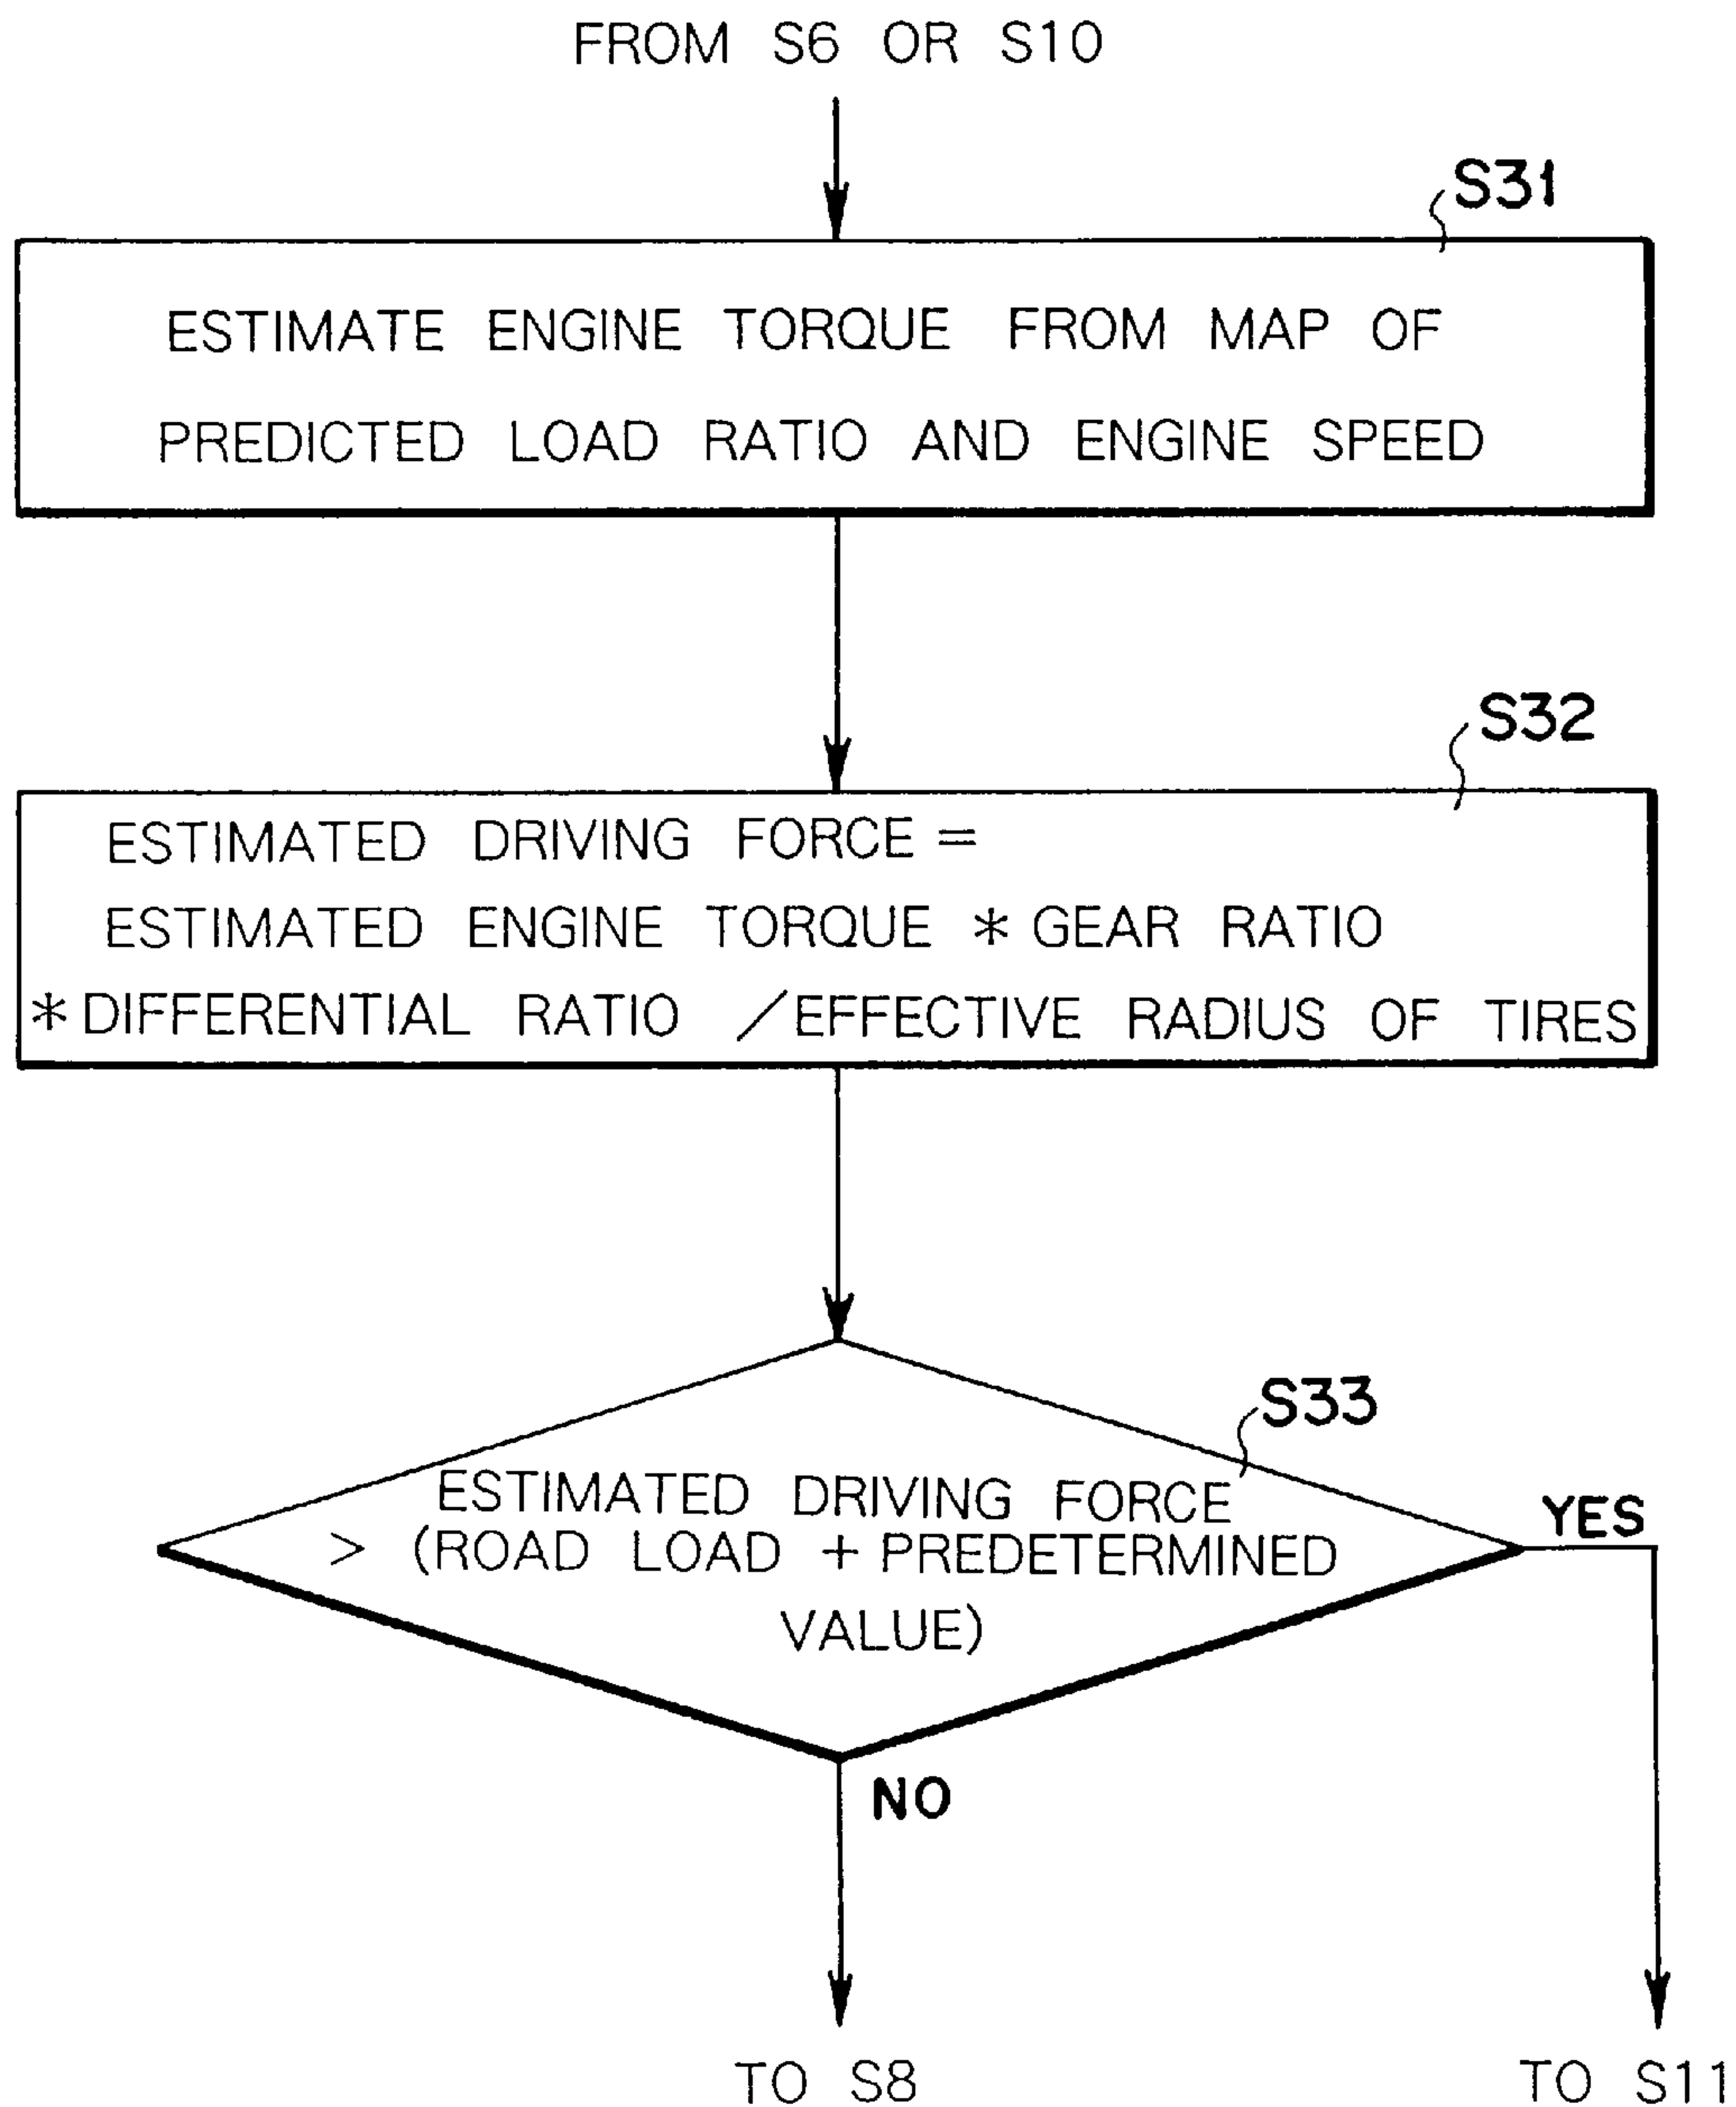 FROM S6 OR S10
S31
ESTIMATE ENGINE TORQUE FROM MAP OF
PREDICTED LOAD RATIO AND ENGINE SPEED
S32
ESTIMATED DRIVING FORCE =
ESTIMATED ENGINE TORQUE * GEAR RATIO
* DIFFERENTIAL RATIO / EFFECTIVE RADIUS OF TIRES
S33
ESTIMATED DRIVING FORCE
> (ROAD LOAD + PREDETERMINED
VALUE)
YES
NO
TO S8
TO S11